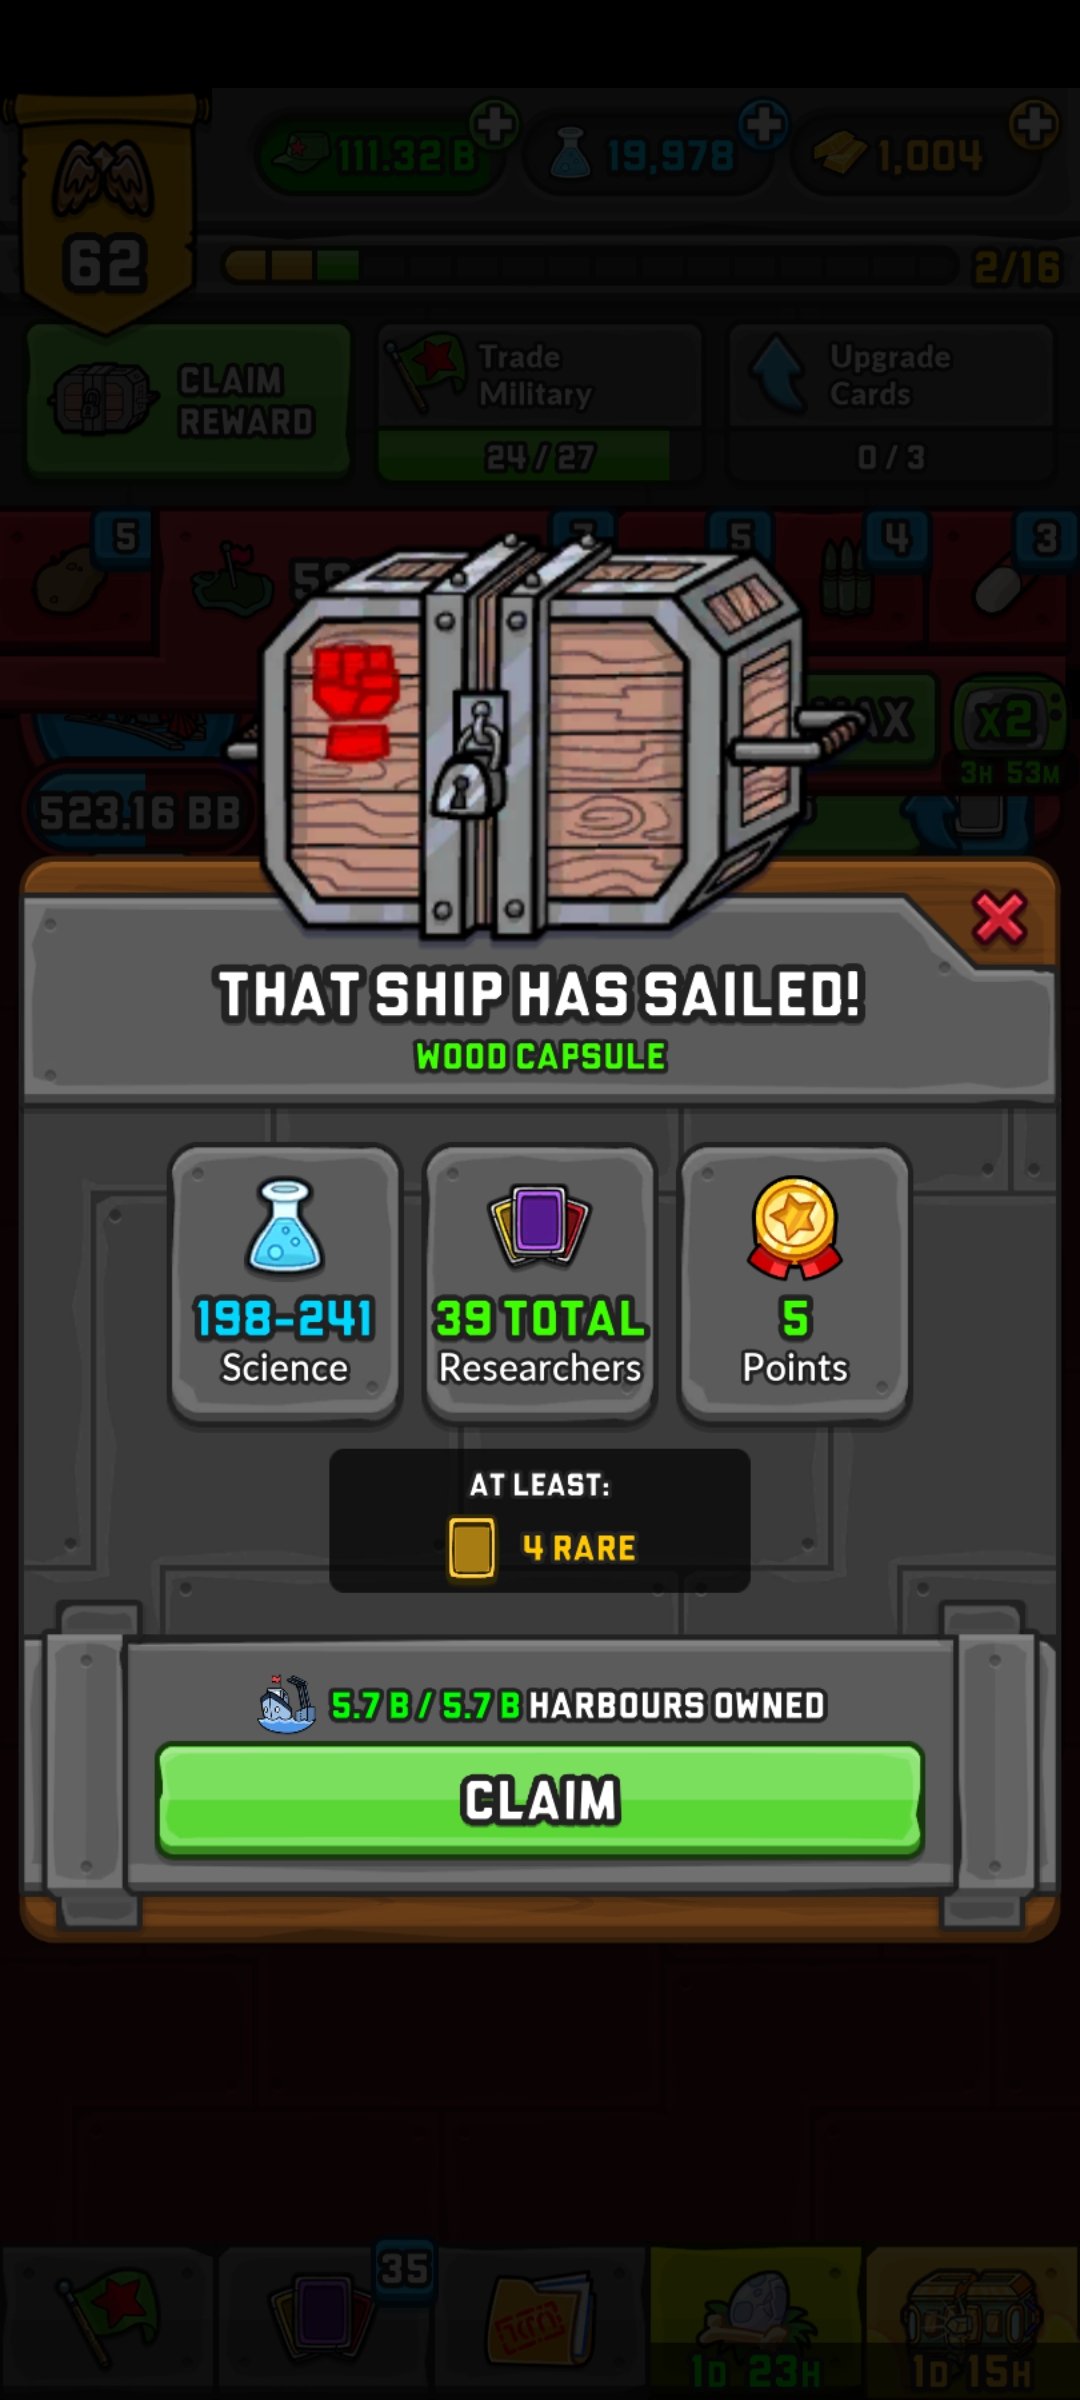 111.32 B
19,978
1,004
62
2/16
CLAIM
REWARD
Trade
Military
24 / 27
Upgrade
Cards
0 / 3
5
7
5
4
3
x2
3H 53M
523.16 BB
THAT SHIP HAS SAILED!
WOOD CAPSULE
198-241
Science
39 TOTAL
Researchers
5
Points
AT LEAST:
4 RARE
5.7 B / 5.7 B HARBOURS OWNED
CLAIM
35
1D 23H
1D 15H